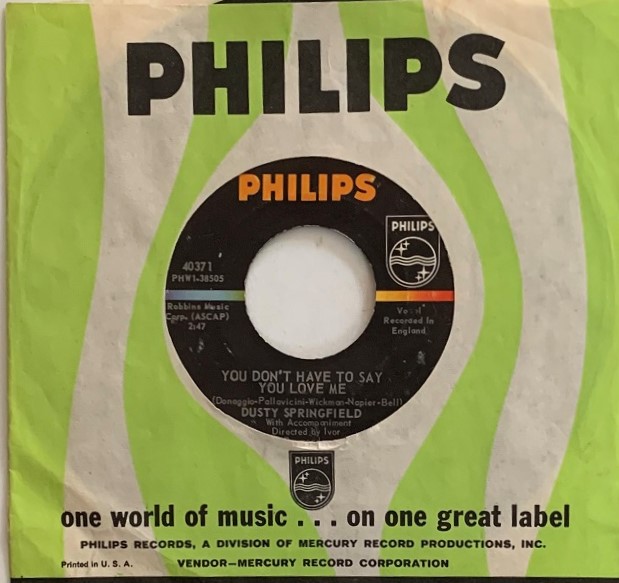 PHILIPS
PHILIPS
PHILIPS
40371
PHW1-38505
Robbins Music
Corp. (ASCAP)
2:47
Recorded In
England
YOU DON'T HAVE TO SAY
YOU LOVE ME
(Donaggio-Pallavicini-Wickman-Napier-Bell)
DUSTY SPRINGFIELD
With Accompaniment
Directed by Ivor
PHILIPS
one world of music . . . on one great label
PHILIPS RECORDS, A DIVISION OF MERCURY RECORD PRODUCTIONS, INC.
Printed in U. S. A.
VENDOR—MERCURY RECORD CORPORATION